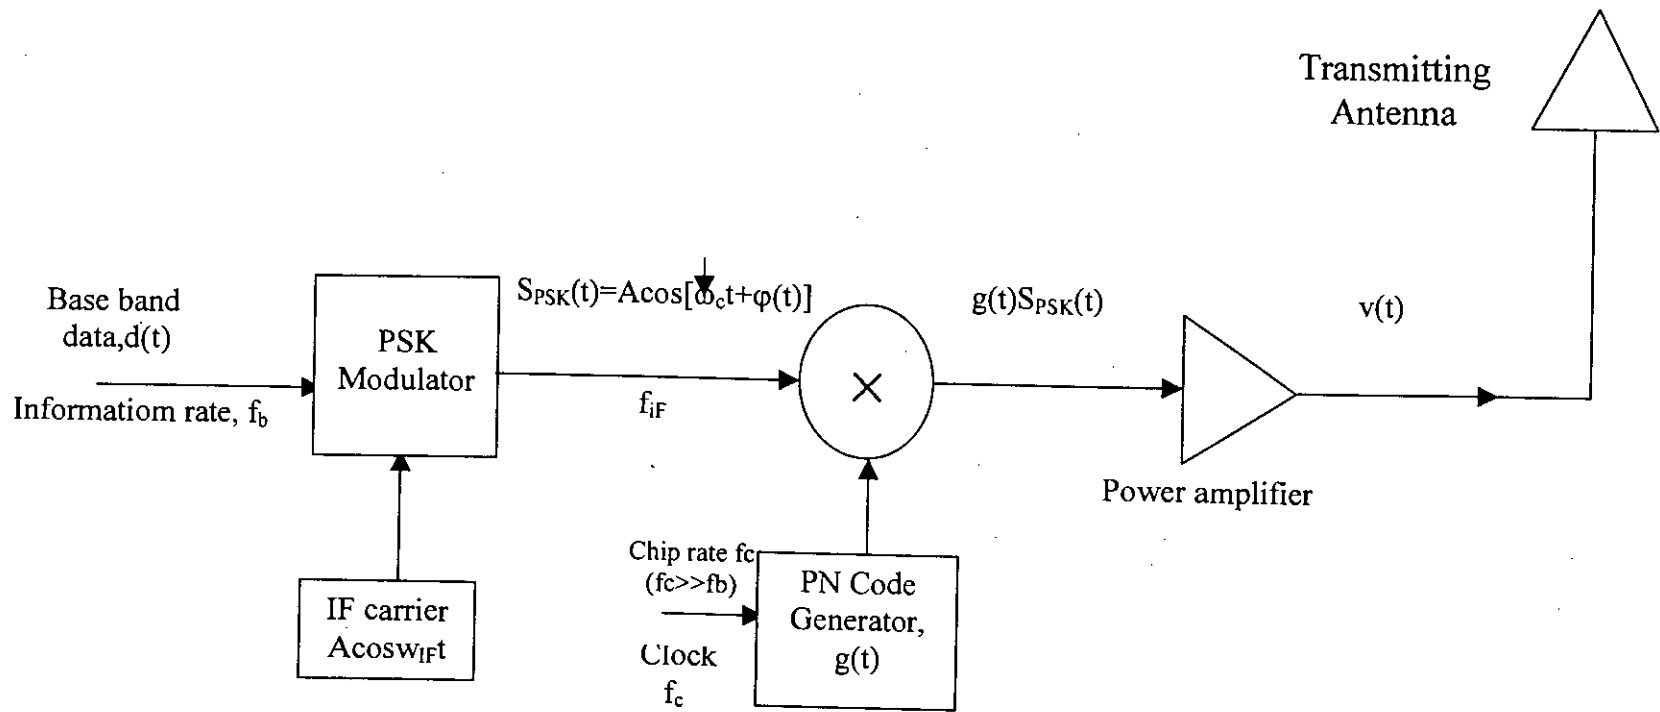 Transmitting
Antenna
Base band
data,d(t)
Informatiom rate, f_b
PSK
Modulator
S_PSK(t)=Acos[ω_ct+φ(t)]
f_iF
×
g(t)S_PSK(t)
v(t)
Power amplifier
IF carrier
Acosw_IFt
Chip rate fc
(fc>>fb)
Clock
f_c
PN Code
Generator,
g(t)